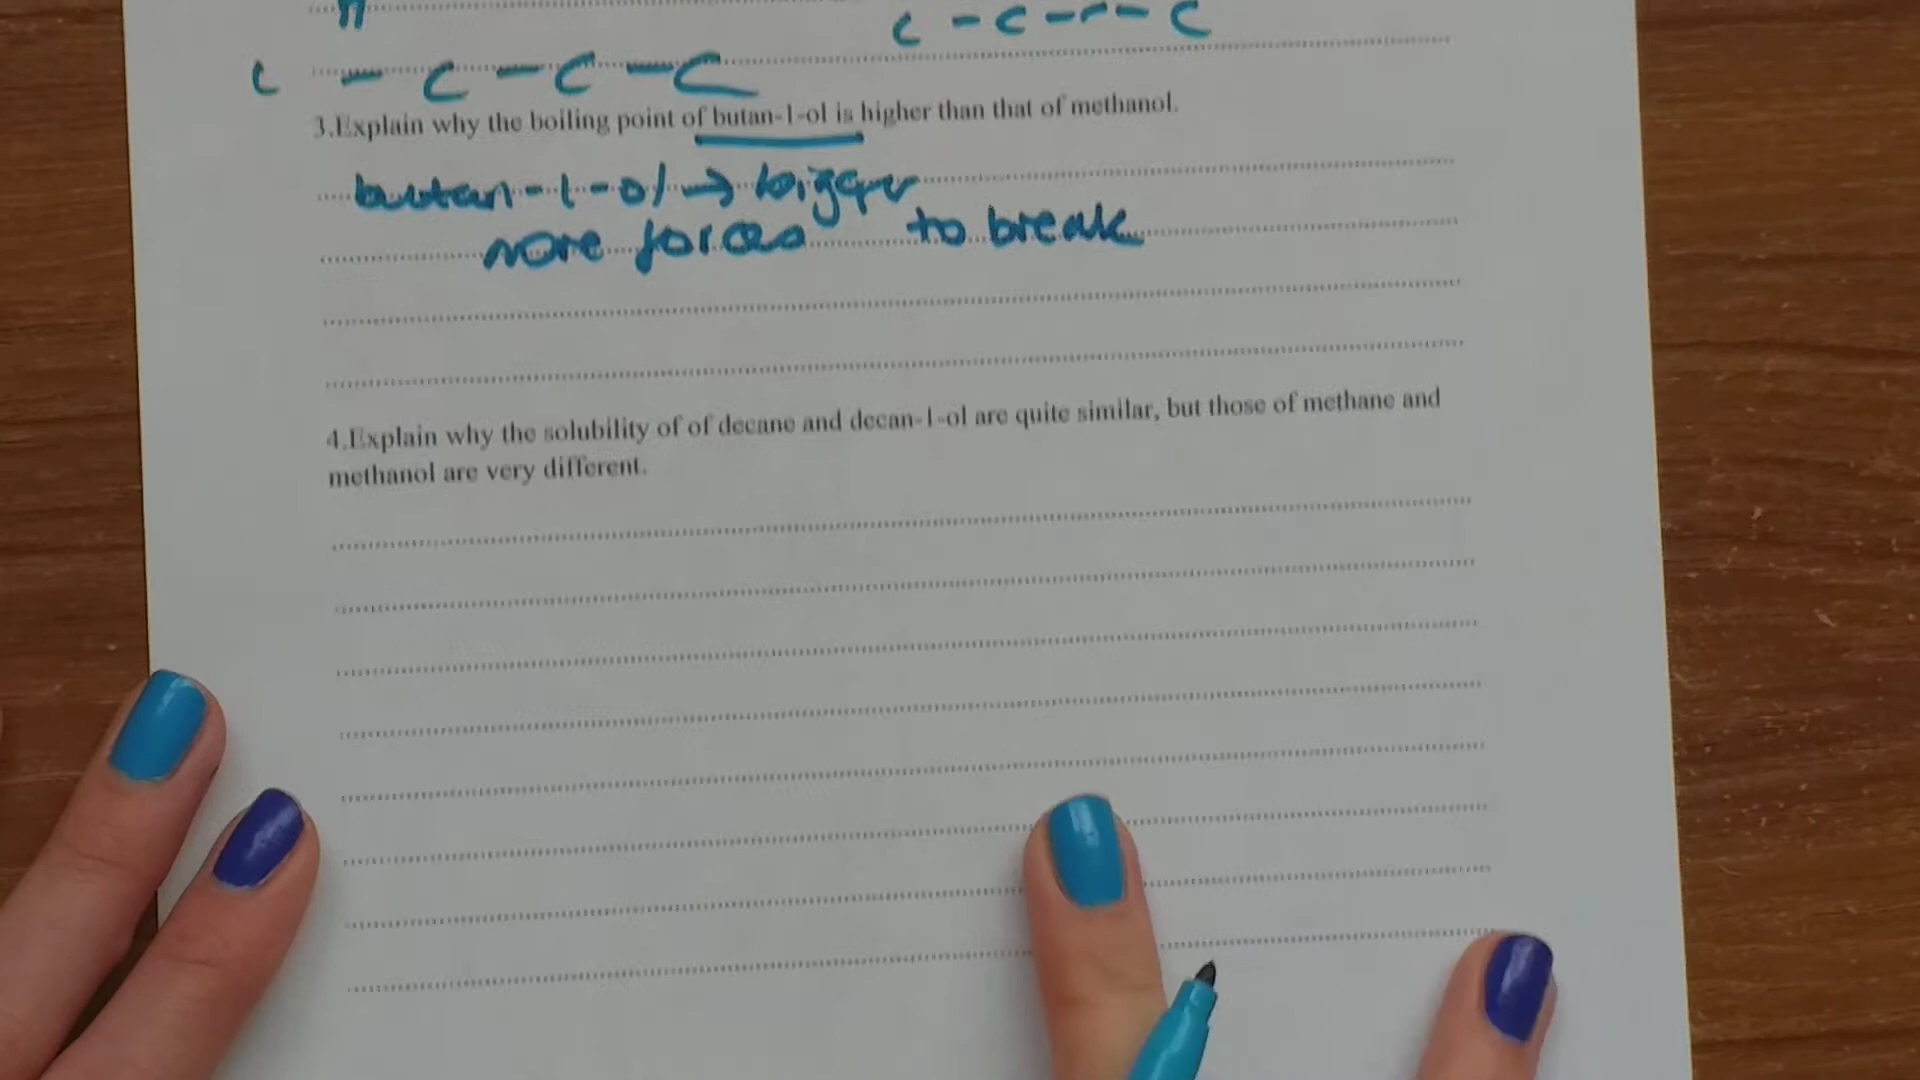 c - c - - c
c - c - c - c
3.Explain why the boiling point of butan-1-ol is higher than that of methanol.
butan-1-ol → bigger
more forces to break
4.Explain why the solubility of of decane and decan-1-ol are quite similar, but those of methane and
methanol are very different.